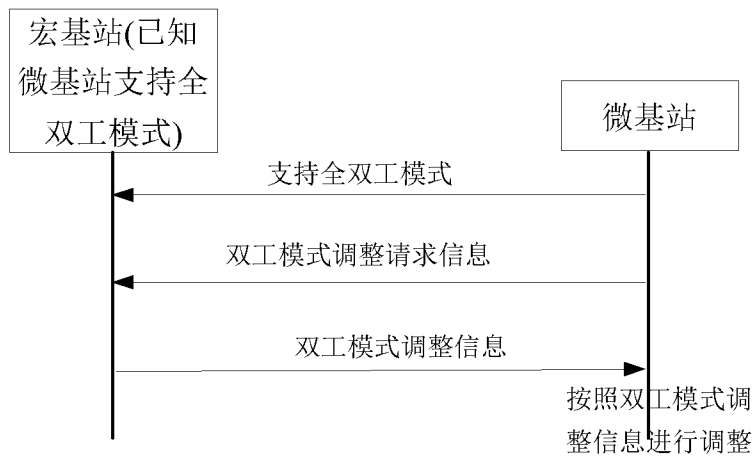 宏基站(已知
微基站支持全
双工模式)
微基站
支持全双工模式
双工模式调整请求信息
双工模式调整信息
按照双工模式调
整信息进行调整